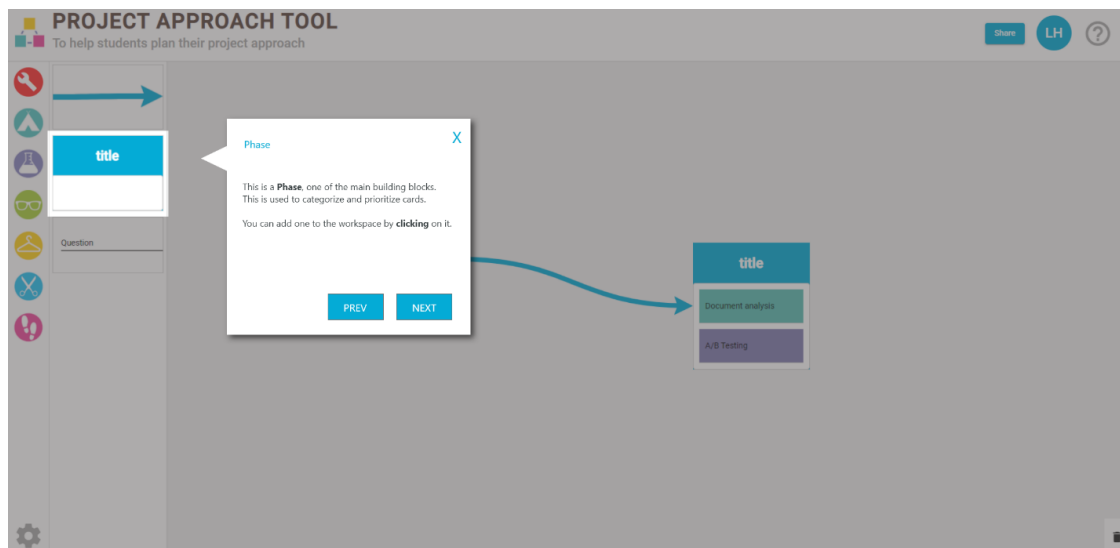 PROJECT APPROACH TOOL
To help students plan their project approach
Share
LH
?
title
Phase
X
This is a Phase, one of the main building blocks.
This is used to categorize and prioritize cards.
You can add one to the workspace by clicking on it.
PREV
NEXT
Question
title
Document analysis
A/B Testing